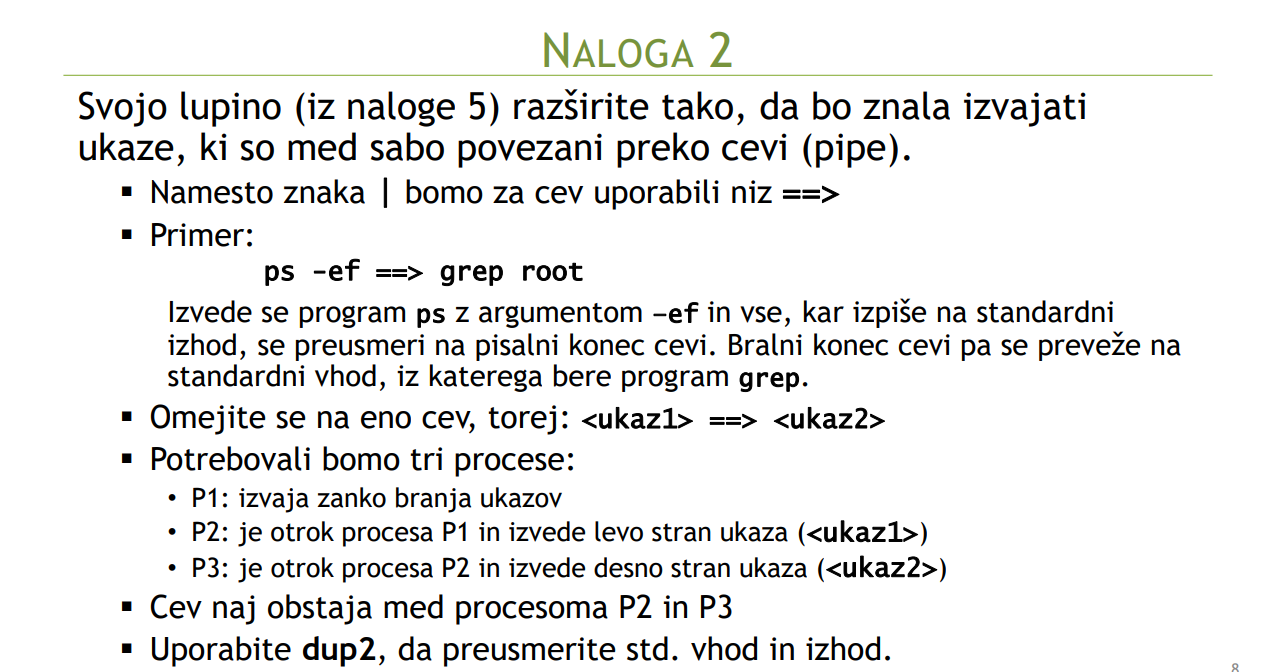 NALOGA 2
Svojo lupino (iz naloge 5) razširite tako, da bo znala izvajati
ukaze, ki so med sabo povezani preko cevi (pipe).
▪ Namesto znaka | bomo za cev uporabili niz ==>
▪ Primer:
ps –ef ==> grep root
Izvede se program ps z argumentom –ef in vse, kar izpiše na standardni
izhod, se preusmeri na pisalni konec cevi. Bralni konec cevi pa se preveže na
standardni vhod, iz katerega bere program grep.
▪ Omejite se na eno cev, torej: <ukaz1> ==> <ukaz2>
▪ Potrebovali bomo tri procese:
• P1: izvaja zanko branja ukazov
• P2: je otrok procesa P1 in izvede levo stran ukaza (<ukaz1>)
• P3: je otrok procesa P2 in izvede desno stran ukaza (<ukaz2>)
▪ Cev naj obstaja med procesoma P2 in P3
▪ Uporabite dup2, da preusmerite std. vhod in izhod.
8